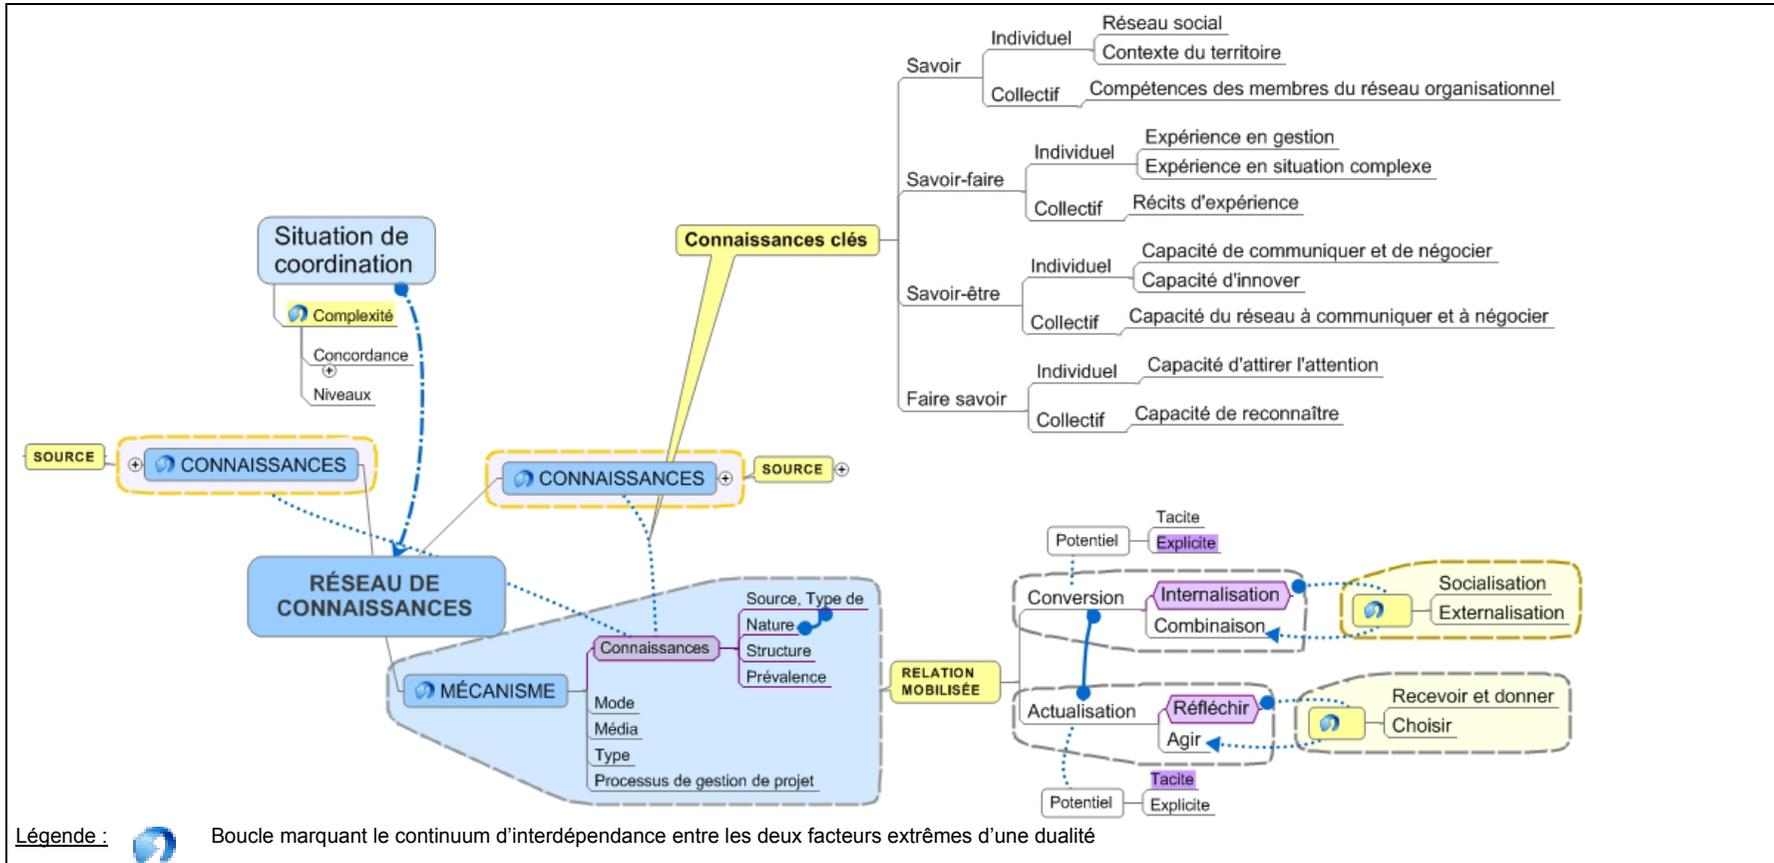 Réseau social
Individuel
Contexte du territoire
Savoir
Collectif
Compétences des membres du réseau organisationnel
Expérience en gestion
Individuel
Expérience en situation complexe
Savoir-faire
Collectif
Récits d'expérience
Situation de
coordination
Connaissances clés
Capacité de communiquer et de négocier
Individuel
Capacité d'innover
Savoir-être
Collectif
Capacité du réseau à communiquer et à négocier
Complexité
Concordance
Niveaux
Capacité d'attirer l'attention
Individuel
Faire savoir
Collectif
Capacité de reconnaître
SOURCE
CONNAISSANCES
CONNAISSANCES
SOURCE
RÉSEAU DE
CONNAISSANCES
MÉCANISME
Connaissances
Source, Type de
Nature
Structure
Prévalence
Mode
Média
Type
Processus de gestion de projet
RELATION
MOBILISÉE
Potentiel
Tacite
Explicite
Conversion
Internalisation
Combinaison
Socialisation
Externalisation
Actualisation
Réfléchir
Agir
Recevoir et donner
Choisir
Potentiel
Tacite
Explicite
Légende :
Boucle marquant le continuum d’interdépendance entre les deux facteurs extrêmes d’une dualité